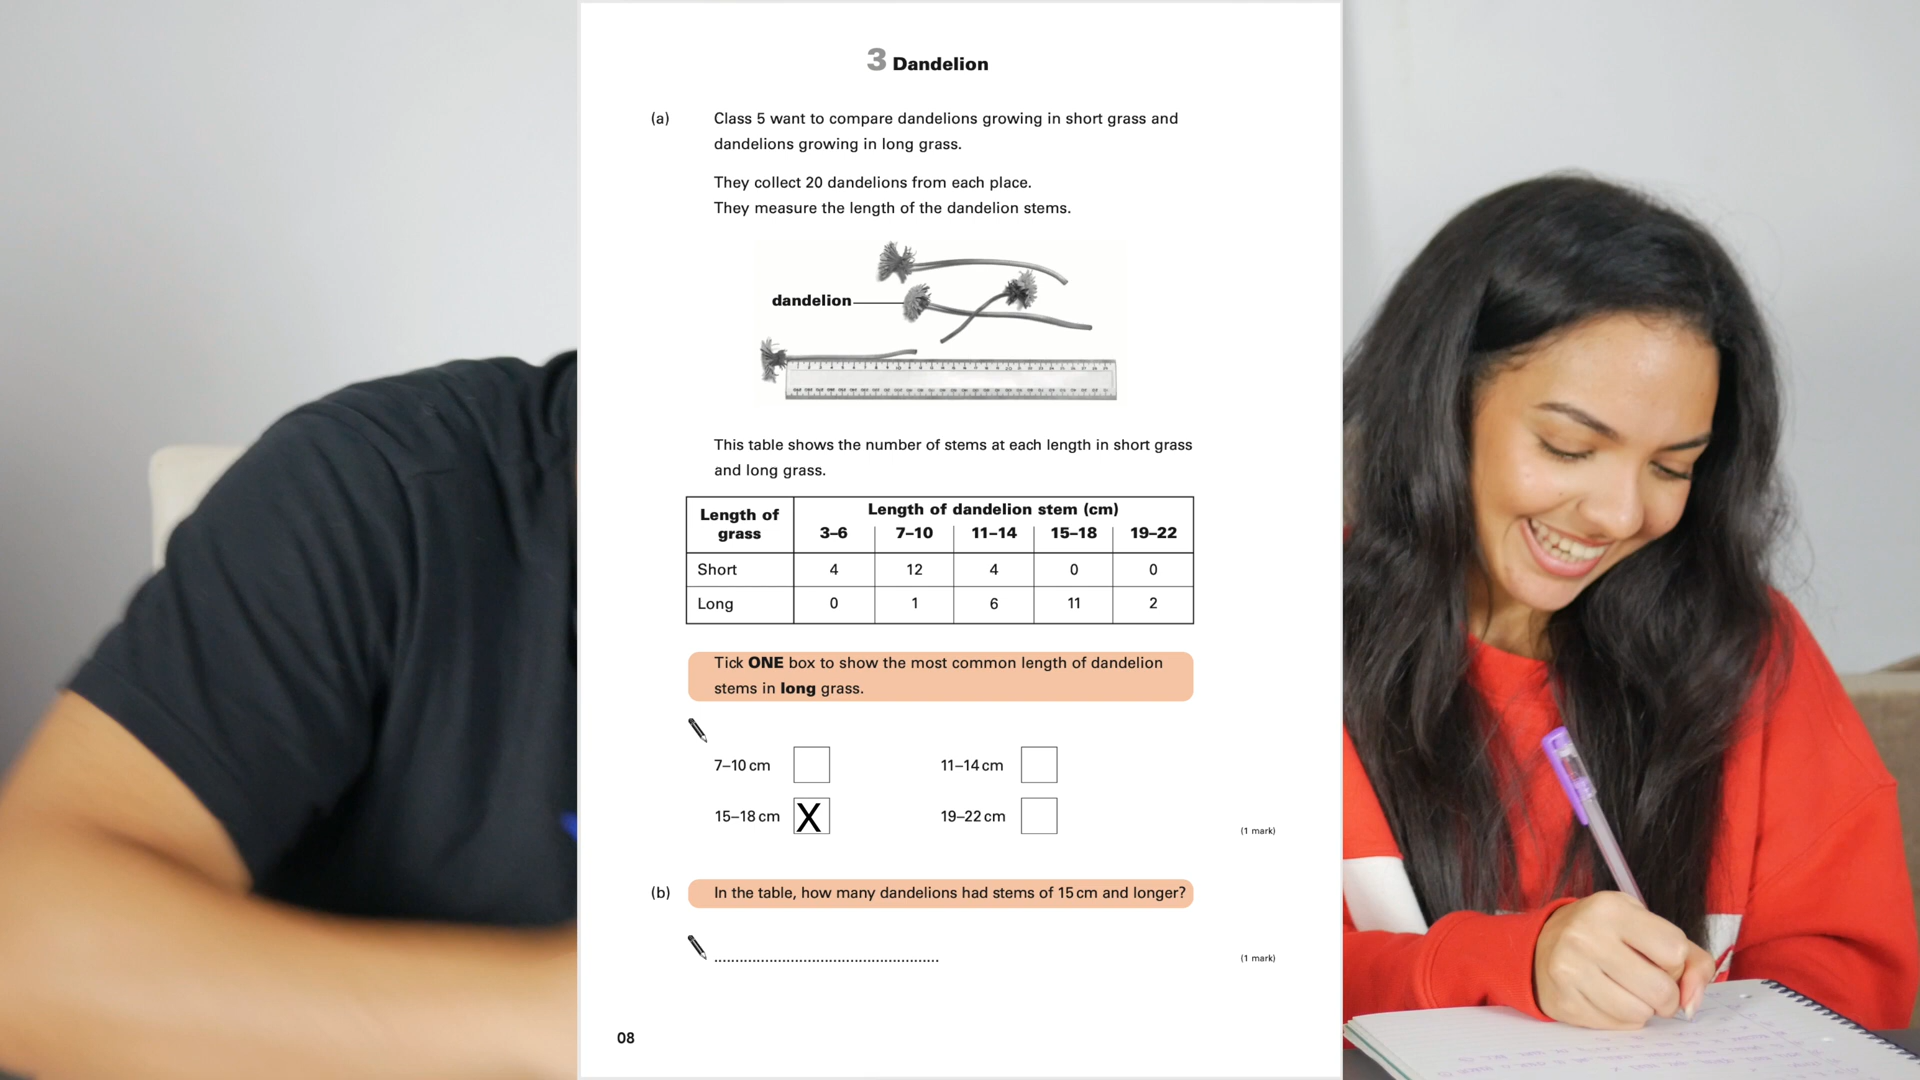 3 Dandelion
(a) Class 5 want to compare dandelions growing in short grass and
dandelions growing in long grass.
They collect 20 dandelions from each place.
They measure the length of the dandelion stems.
dandelion
This table shows the number of stems at each length in short grass
and long grass.
Length of grass Length of dandelion stem (cm)
3–6 7–10 11–14 15–18 19–22
Short 4 12 4 0 0
Long 0 1 6 11 2
Tick ONE box to show the most common length of dandelion
stems in long grass.
7–10 cm 11–14 cm
15–18 cm X 19–22 cm
(1 mark)
(b) In the table, how many dandelions had stems of 15 cm and longer?
..................................................... (1 mark)
08